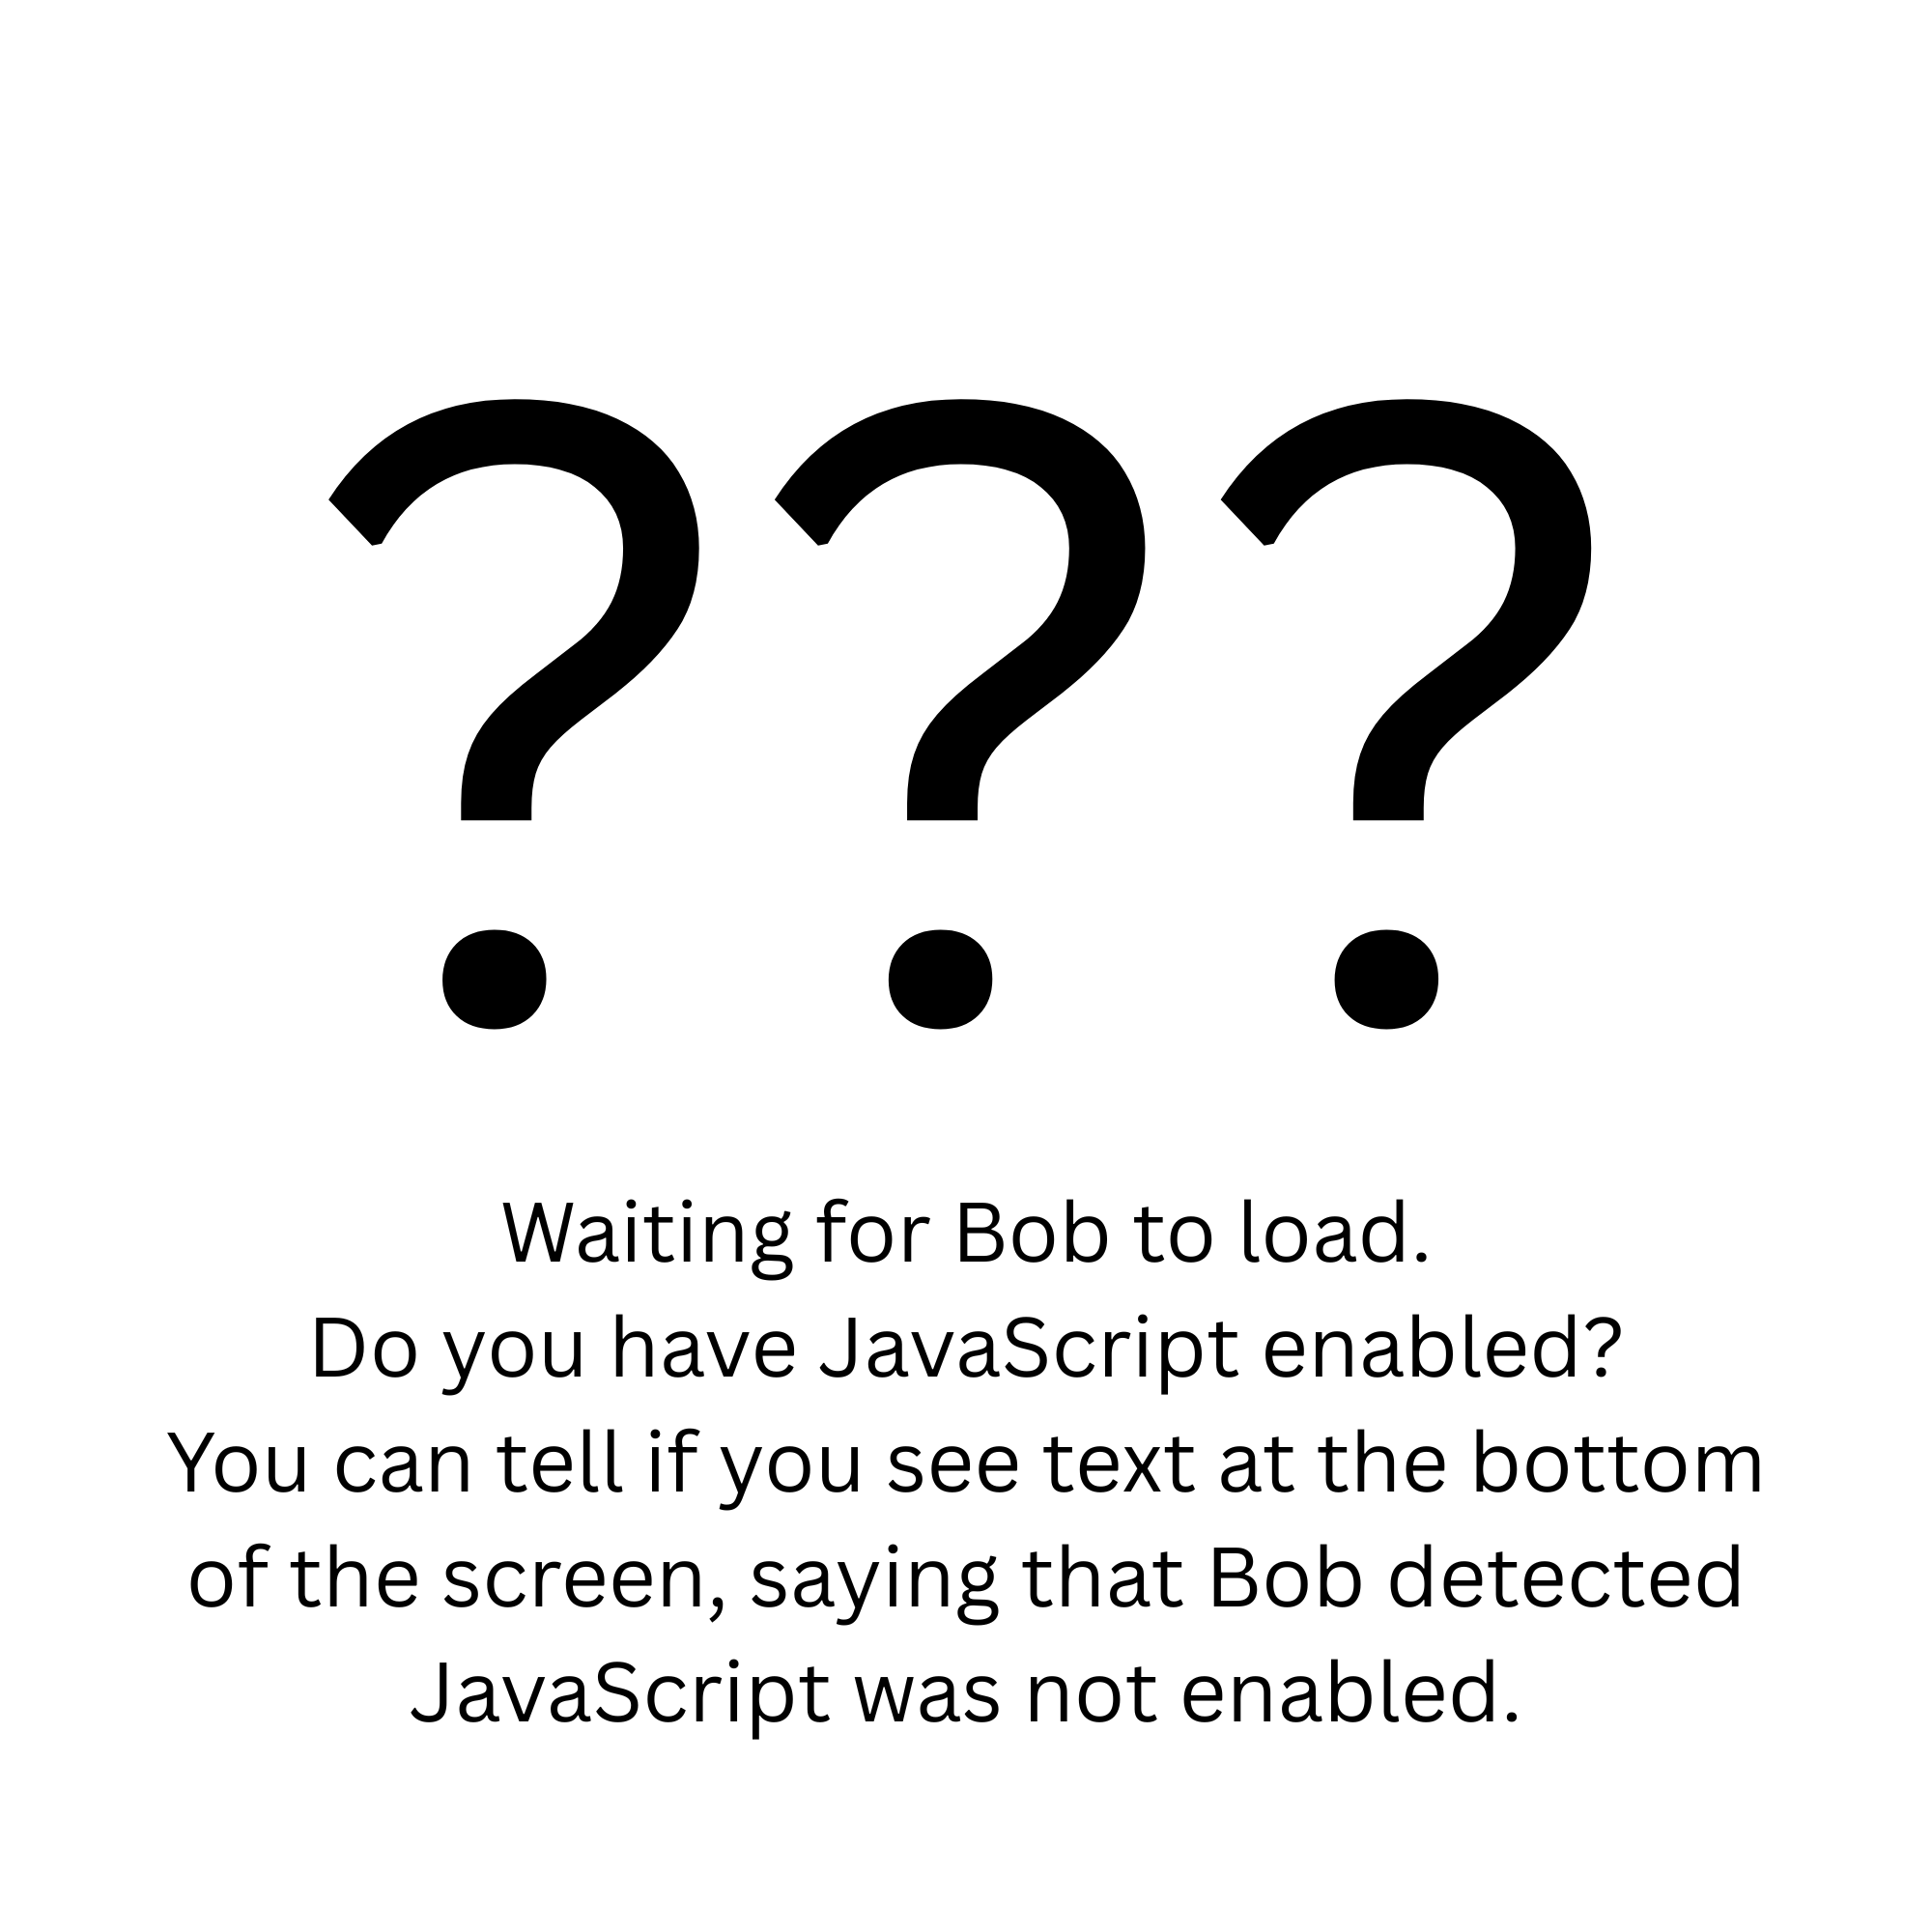 ???
Waiting for Bob to load.
Do you have JavaScript enabled?
You can tell if you see text at the bottom
of the screen, saying that Bob detected
JavaScript was not enabled.